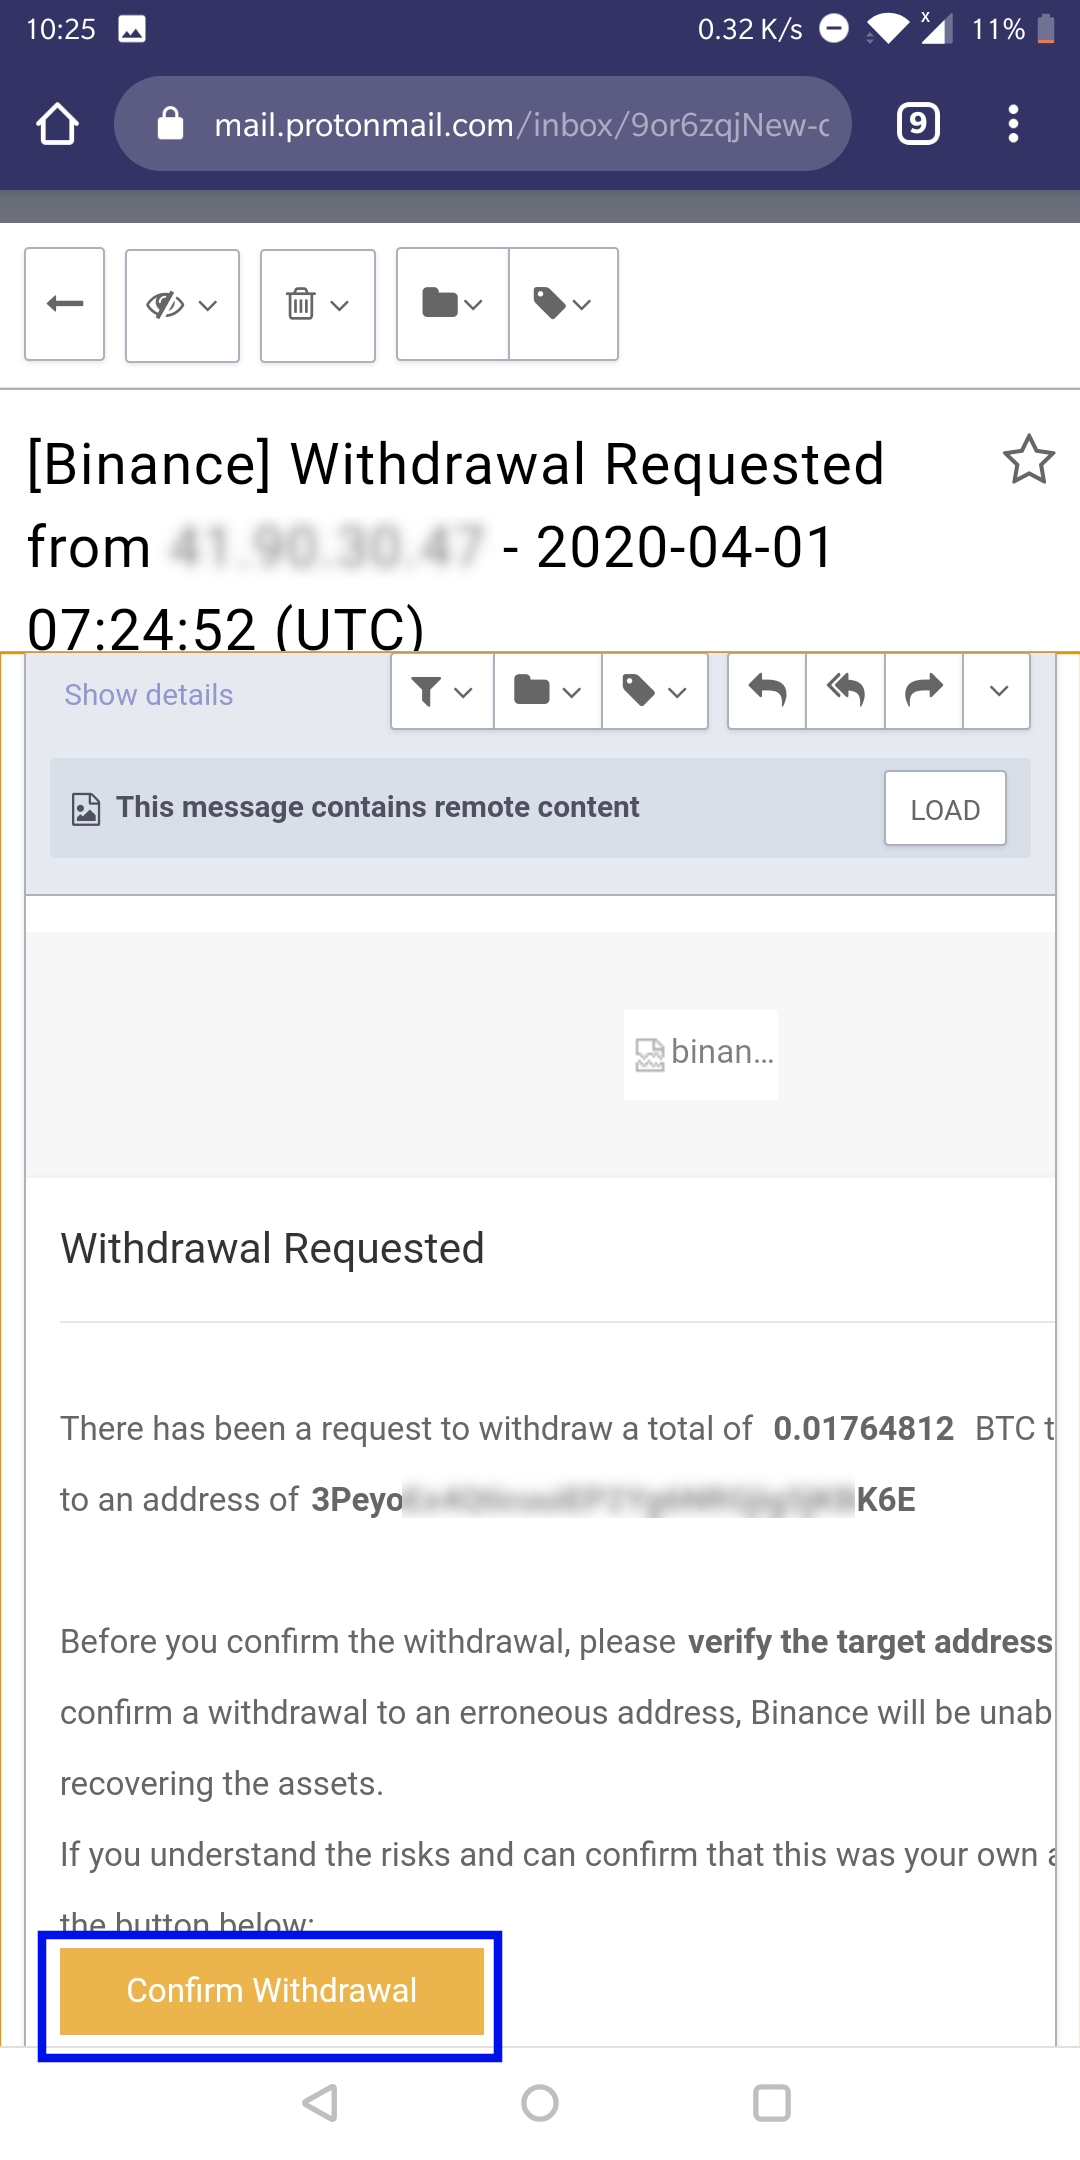 10:25 0.32 K/s x 11%
mail.protonmail.com/inbox/9or6zqjNew-c 9
[Binance] Withdrawal Requested
from 41.90.30.47 - 2020-04-01
07:24:52 (UTC)
Show details
This message contains remote content LOAD
binan...
Withdrawal Requested
There has been a request to withdraw a total of 0.01764812 BTC t
to an address of 3Peyo K6E
Before you confirm the withdrawal, please verify the target address
confirm a withdrawal to an erroneous address, Binance will be unab
recovering the assets.
If you understand the risks and can confirm that this was your own a
the button below:
Confirm Withdrawal